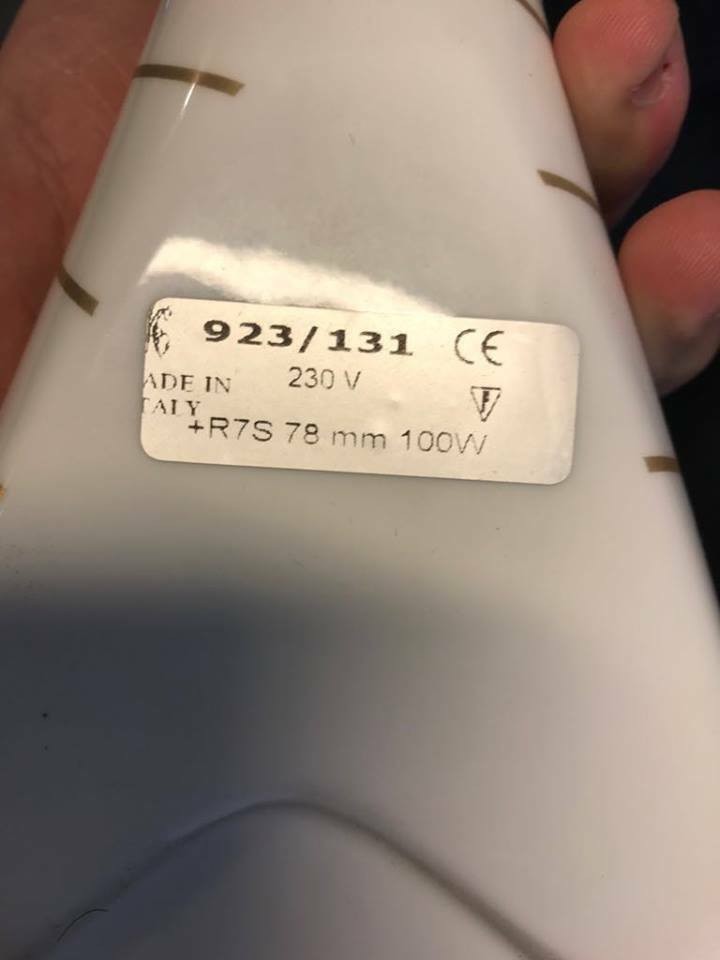 923/131 CE
ADE IN 230 V
TALY F
+R7S 78 mm 100W